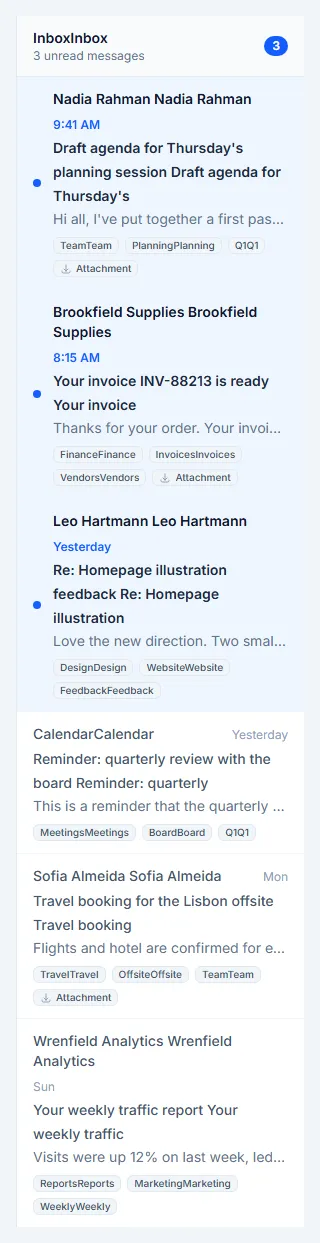 InboxInbox
3 unread messages
3
Nadia Rahman Nadia Rahman
9:41 AM
Draft agenda for Thursday's
planning session Draft agenda for
Thursday's
Hi all, I've put together a first pas...
TeamTeam PlanningPlanning Q1Q1
Attachment
Brookfield Supplies Brookfield
Supplies
8:15 AM
Your invoice INV-88213 is ready
Your invoice
Thanks for your order. Your invoi...
FinanceFinance InvoicesInvoices
VendorsVendors Attachment
Leo Hartmann Leo Hartmann
Yesterday
Re: Homepage illustration
feedback Re: Homepage
illustration
Love the new direction. Two smal...
DesignDesign WebsiteWebsite
FeedbackFeedback
CalendarCalendar Yesterday
Reminder: quarterly review with the
board Reminder: quarterly
This is a reminder that the quarterly ...
MeetingsMeetings BoardBoard Q1Q1
Sofia Almeida Sofia Almeida Mon
Travel booking for the Lisbon offsite
Travel booking
Flights and hotel are confirmed for e...
TravelTravel OffsiteOffsite TeamTeam
Attachment
Wrenfield Analytics Wrenfield
Analytics
Sun
Your weekly traffic report Your
weekly traffic
Visits were up 12% on last week, led...
ReportsReports MarketingMarketing
WeeklyWeekly